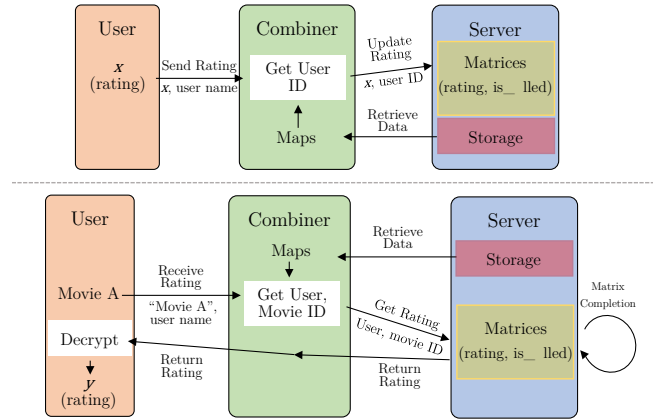 User
x
(rating)
Send Rating
x, user name
Combiner
Get User
ID
Maps
Update
Rating
x, user ID
Retrieve
Data
Server
Matrices
(rating, is_ lled)
Storage
User
Movie A
Decrypt
y
(rating)
Receive
Rating
“Movie A”,
user name
Return
Rating
Combiner
Maps
Get User,
Movie ID
Retrieve
Data
Get Rating
User, movie ID
Return
Rating
Server
Storage
Matrices
(rating, is_ lled)
Matrix
Completion